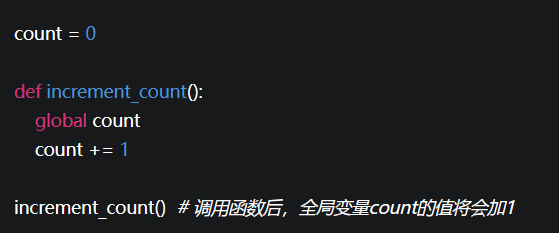 count = 0
def increment_count():
global count
count += 1
increment_count()  # 调用函数后，全局变量count的值将会加1